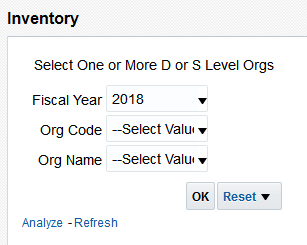 Inventory
Select One or More D or S Level Orgs
Fiscal Year 2018
Org Code --Select Valu
Org Name --Select Valu
OK Reset
Analyze - Refresh